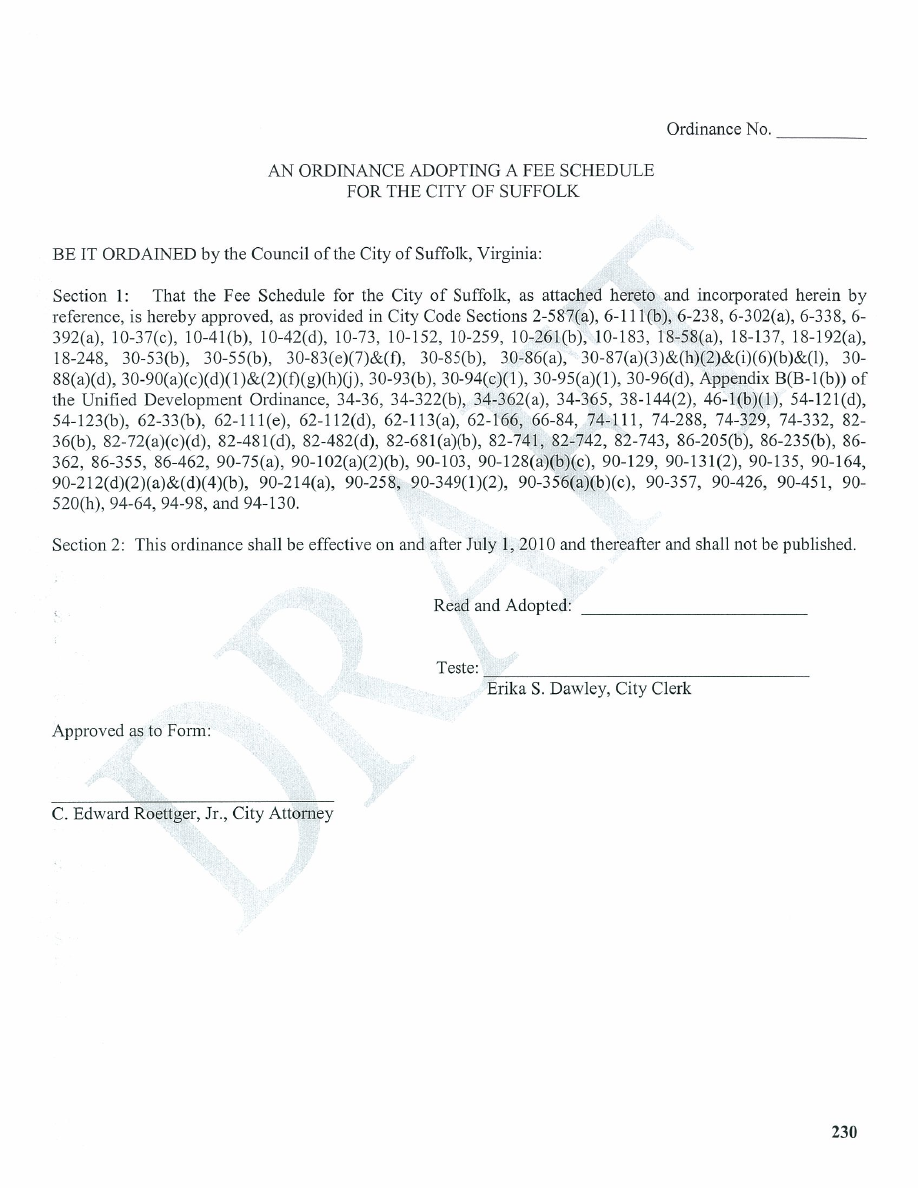 Ordinance No. __________
AN ORDINANCE ADOPTING A FEE SCHEDULE
FOR THE CITY OF SUFFOLK
BE IT ORDAINED by the Council of the City of Suffolk, Virginia:
Section 1: That the Fee Schedule for the City of Suffolk, as attached hereto and incorporated herein by
reference, is hereby approved, as provided in City Code Sections 2-587(a), 6-111(b), 6-238, 6-302(a), 6-338, 6-
392(a), 10-37(c), 10-41(b), 10-42(d), 10-73, 10-152, 10-259, 10-261(b), 10-183, 18-58(a), 18-137, 18-192(a),
18-248, 30-53(b), 30-55(b), 30-83(e)(7)&(f), 30-85(b), 30-86(a), 30-87(a)(3)&(h)(2)&(i)(6)(b)&(l), 30-
88(a)(d), 30-90(a)(c)(d)(1)&(2)(f)(g)(h)(j), 30-93(b), 30-94(c)(1), 30-95(a)(1), 30-96(d), Appendix B(B-1(b)) of
the Unified Development Ordinance, 34-36, 34-322(b), 34-362(a), 34-365, 38-144(2), 46-1(b)(1), 54-121(d),
54-123(b), 62-33(b), 62-111(e), 62-112(d), 62-113(a), 62-166, 66-84, 74-111, 74-288, 74-329, 74-332, 82-
36(b), 82-72(a)(c)(d), 82-481(d), 82-482(d), 82-681(a)(b), 82-741, 82-742, 82-743, 86-205(b), 86-235(b), 86-
362, 86-355, 86-462, 90-75(a), 90-102(a)(2)(b), 90-103, 90-128(a)(b)(c), 90-129, 90-131(2), 90-135, 90-164,
90-212(d)(2)(a)&(d)(4)(b), 90-214(a), 90-258, 90-349(1)(2), 90-356(a)(b)(c), 90-357, 90-426, 90-451, 90-
520(h), 94-64, 94-98, and 94-130.
Section 2: This ordinance shall be effective on and after July 1, 2010 and thereafter and shall not be published.
Read and Adopted: __________
Teste: __________
Erika S. Dawley, City Clerk
Approved as to Form:
C. Edward Roettger, Jr., City Attorney
DRAFT
230